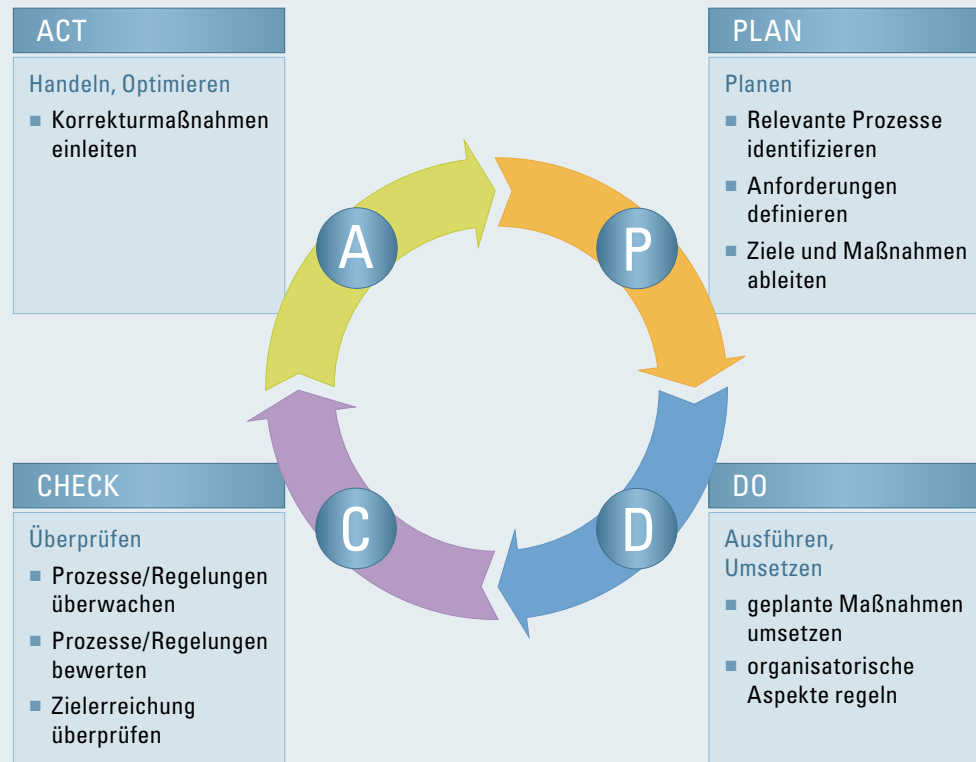 ACT
Handeln, Optimieren
■ Korrekturmaßnahmen
einleiten
PLAN
Planen
■ Relevante Prozesse
identifizieren
■ Anforderungen
definieren
■ Ziele und Maßnahmen
ableiten
A
P
C
D
CHECK
Überprüfen
■ Prozesse/Regelungen
überwachen
■ Prozesse/Regelungen
bewerten
■ Zielerreichung
überprüfen
DO
Ausführen,
Umsetzen
■ geplante Maßnahmen
umsetzen
■ organisatorische
Aspekte regeln